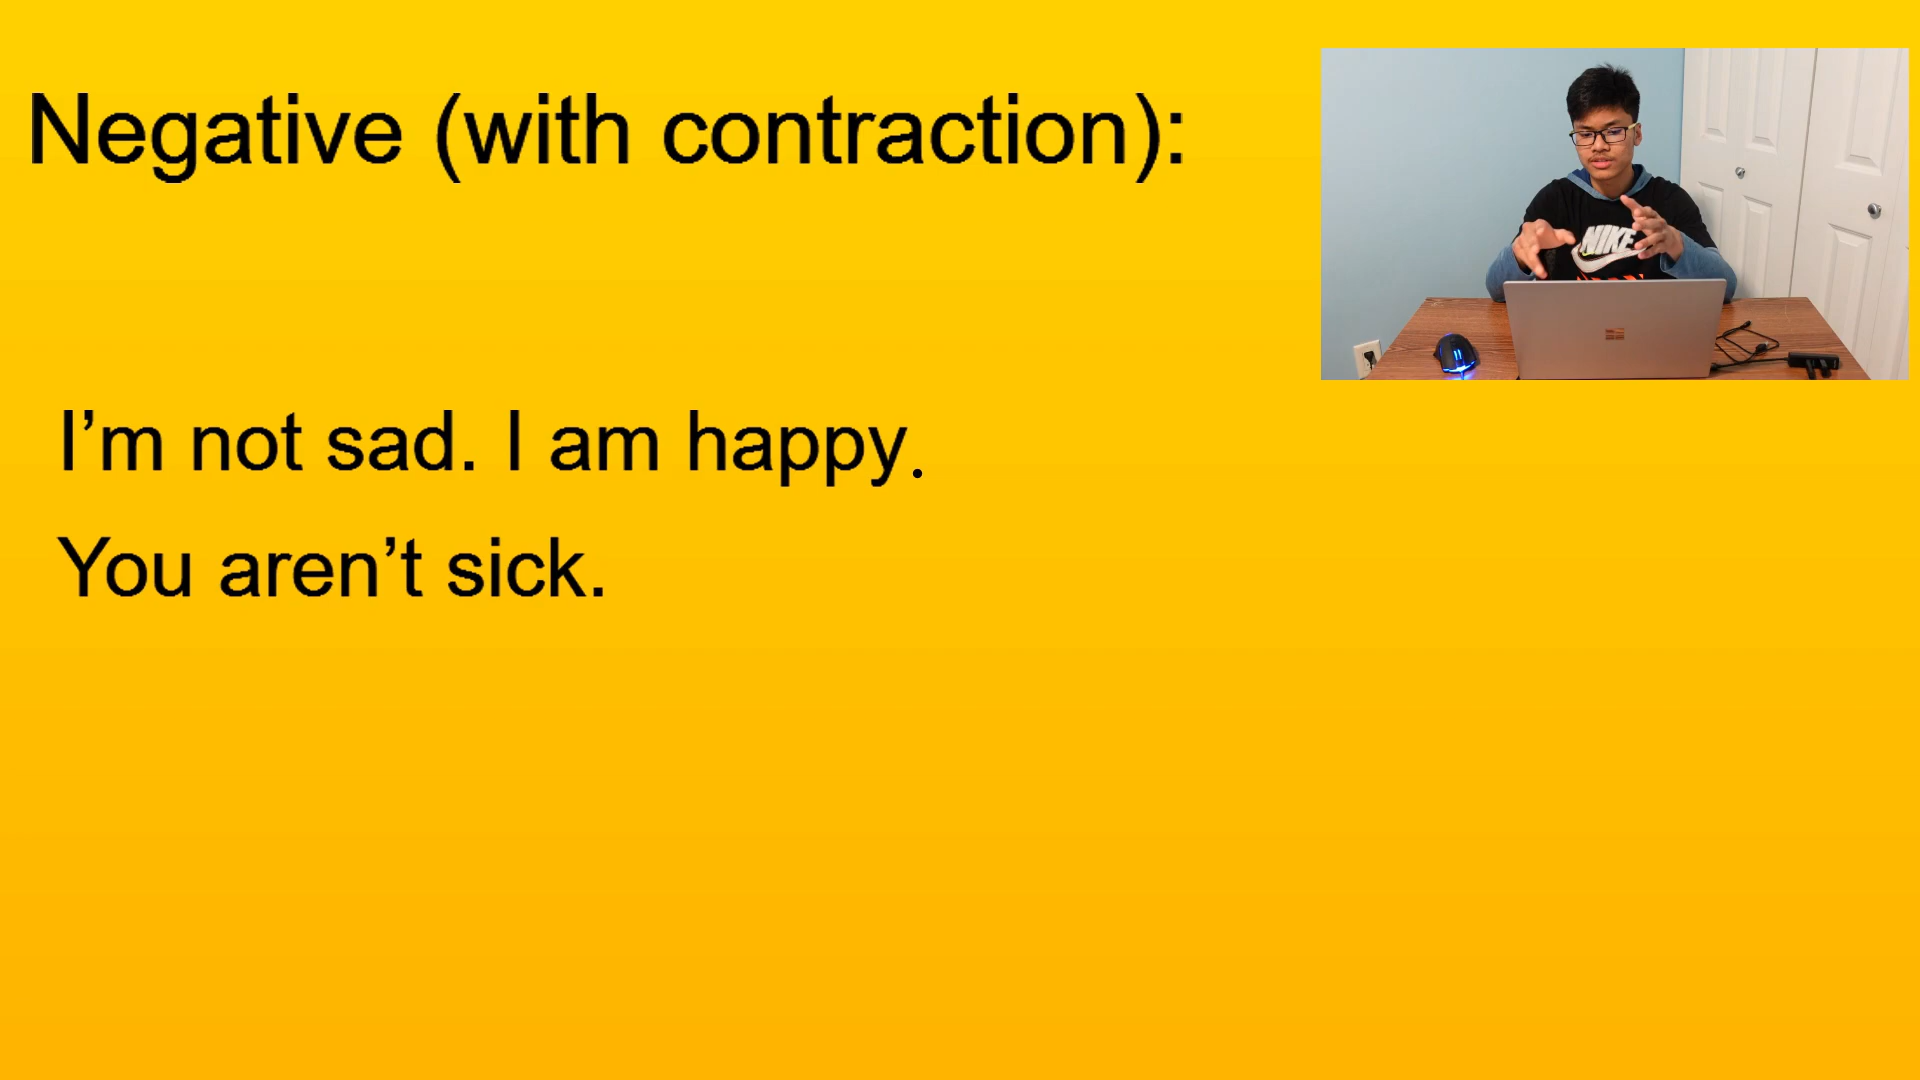 Negative (with contraction):
NIKE
I’m not sad. I am happy.
You aren’t sick.